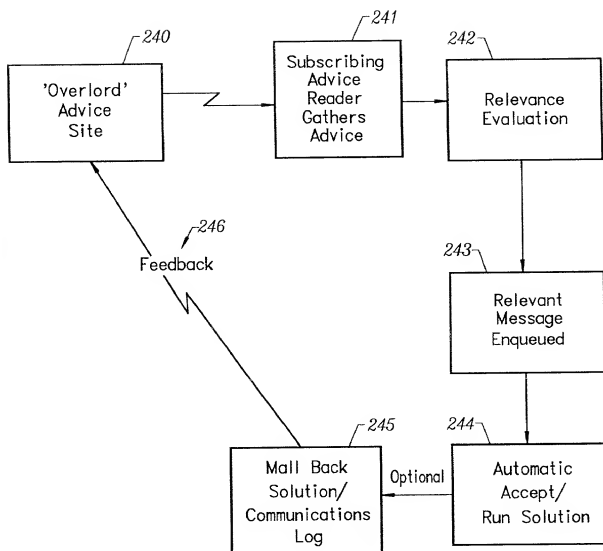 240
'Overlord'
Advice
Site
241
Subscribing
Advice
Reader
Gathers
Advice
242
Relevance
Evaluation
243
Relevant
Message
Enqueued
244
Automatic
Accept/
Run Solution
Optional
245
Mall Back
Solution/
Communications
Log
246
Feedback